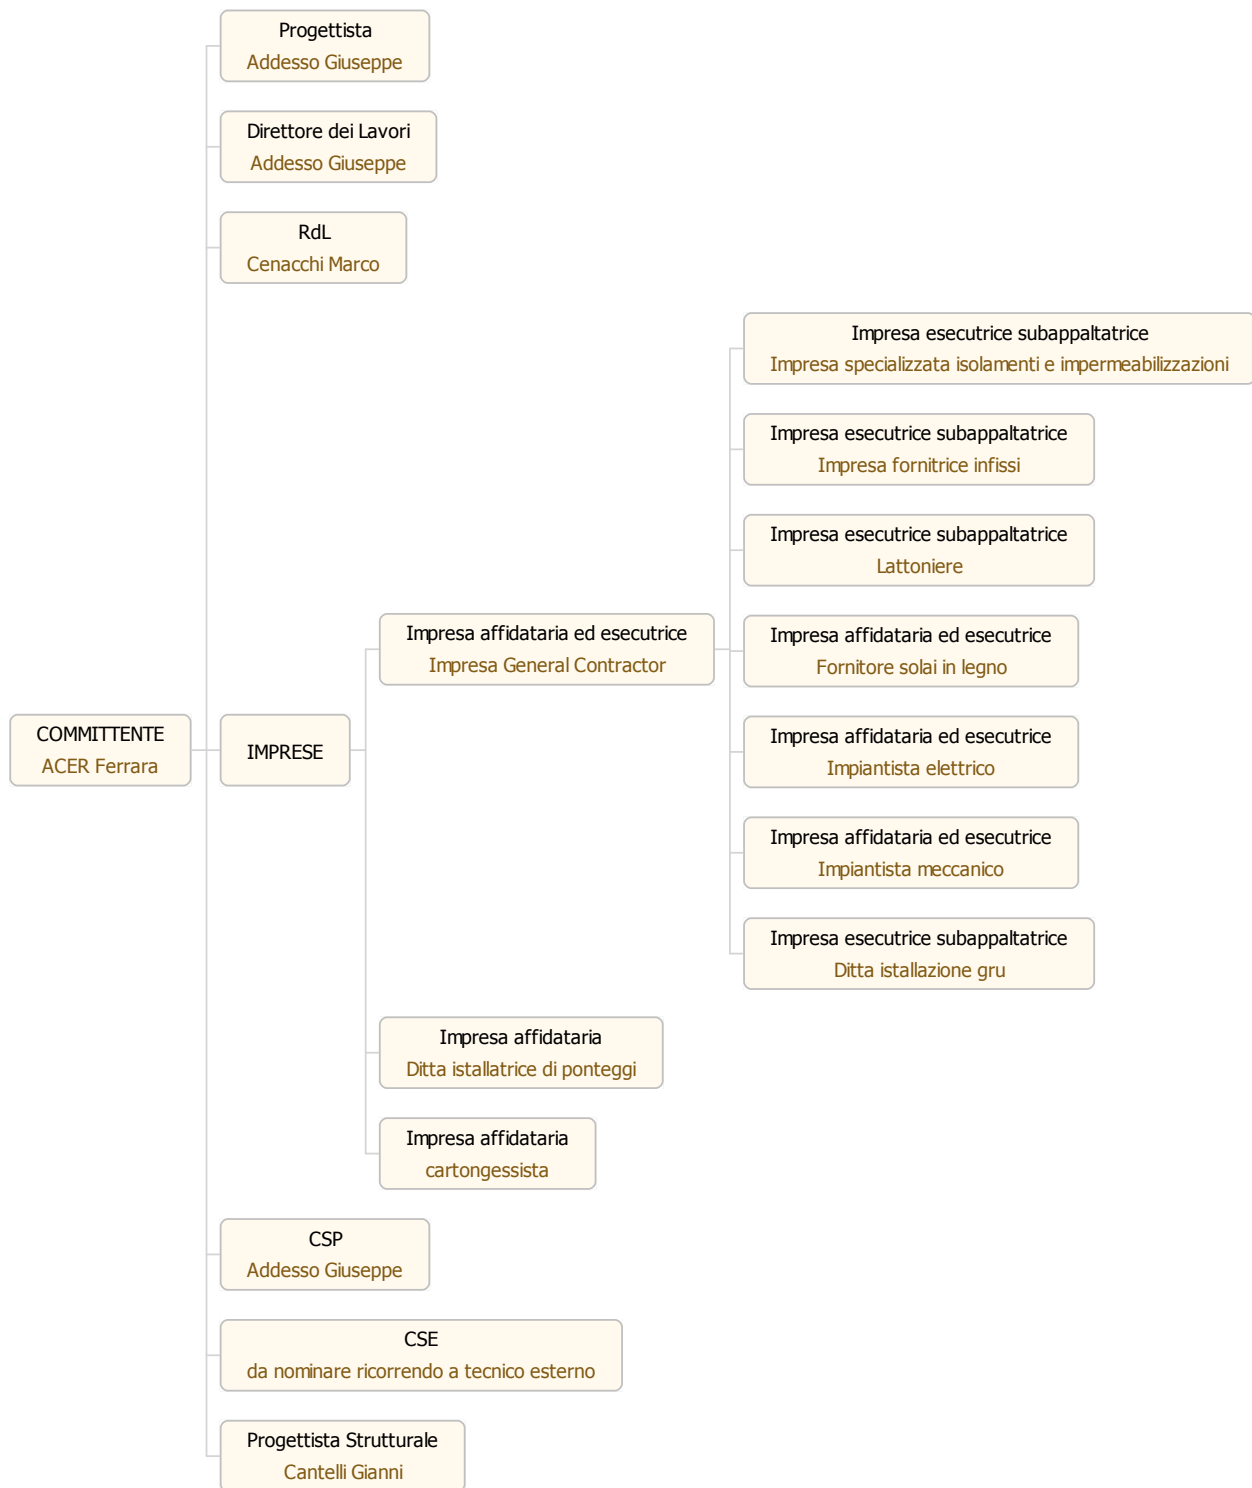 Progettista
Addesso Giuseppe
Direttore dei Lavori
Addesso Giuseppe
RdL
Cenacchi Marco
Impresa esecutrice subappaltatrice
Impresa specializzata isolamenti e impermeabilizzazioni
Impresa esecutrice subappaltatrice
Impresa fornitrice infissi
Impresa esecutrice subappaltatrice
Lattoniere
Impresa affidataria ed esecutrice
Impresa General Contractor
Impresa affidataria ed esecutrice
Fornitore solai in legno
COMMITTENTE
ACER Ferrara
IMPRESE
Impresa affidataria ed esecutrice
Impiantista elettrico
Impresa affidataria ed esecutrice
Impiantista meccanico
Impresa esecutrice subappaltatrice
Ditta istallazione gru
Impresa affidataria
Ditta istallatrice di ponteggi
Impresa affidataria
cartongessista
CSP
Addesso Giuseppe
CSE
da nominare ricorrendo a tecnico esterno
Progettista Strutturale
Cantelli Gianni